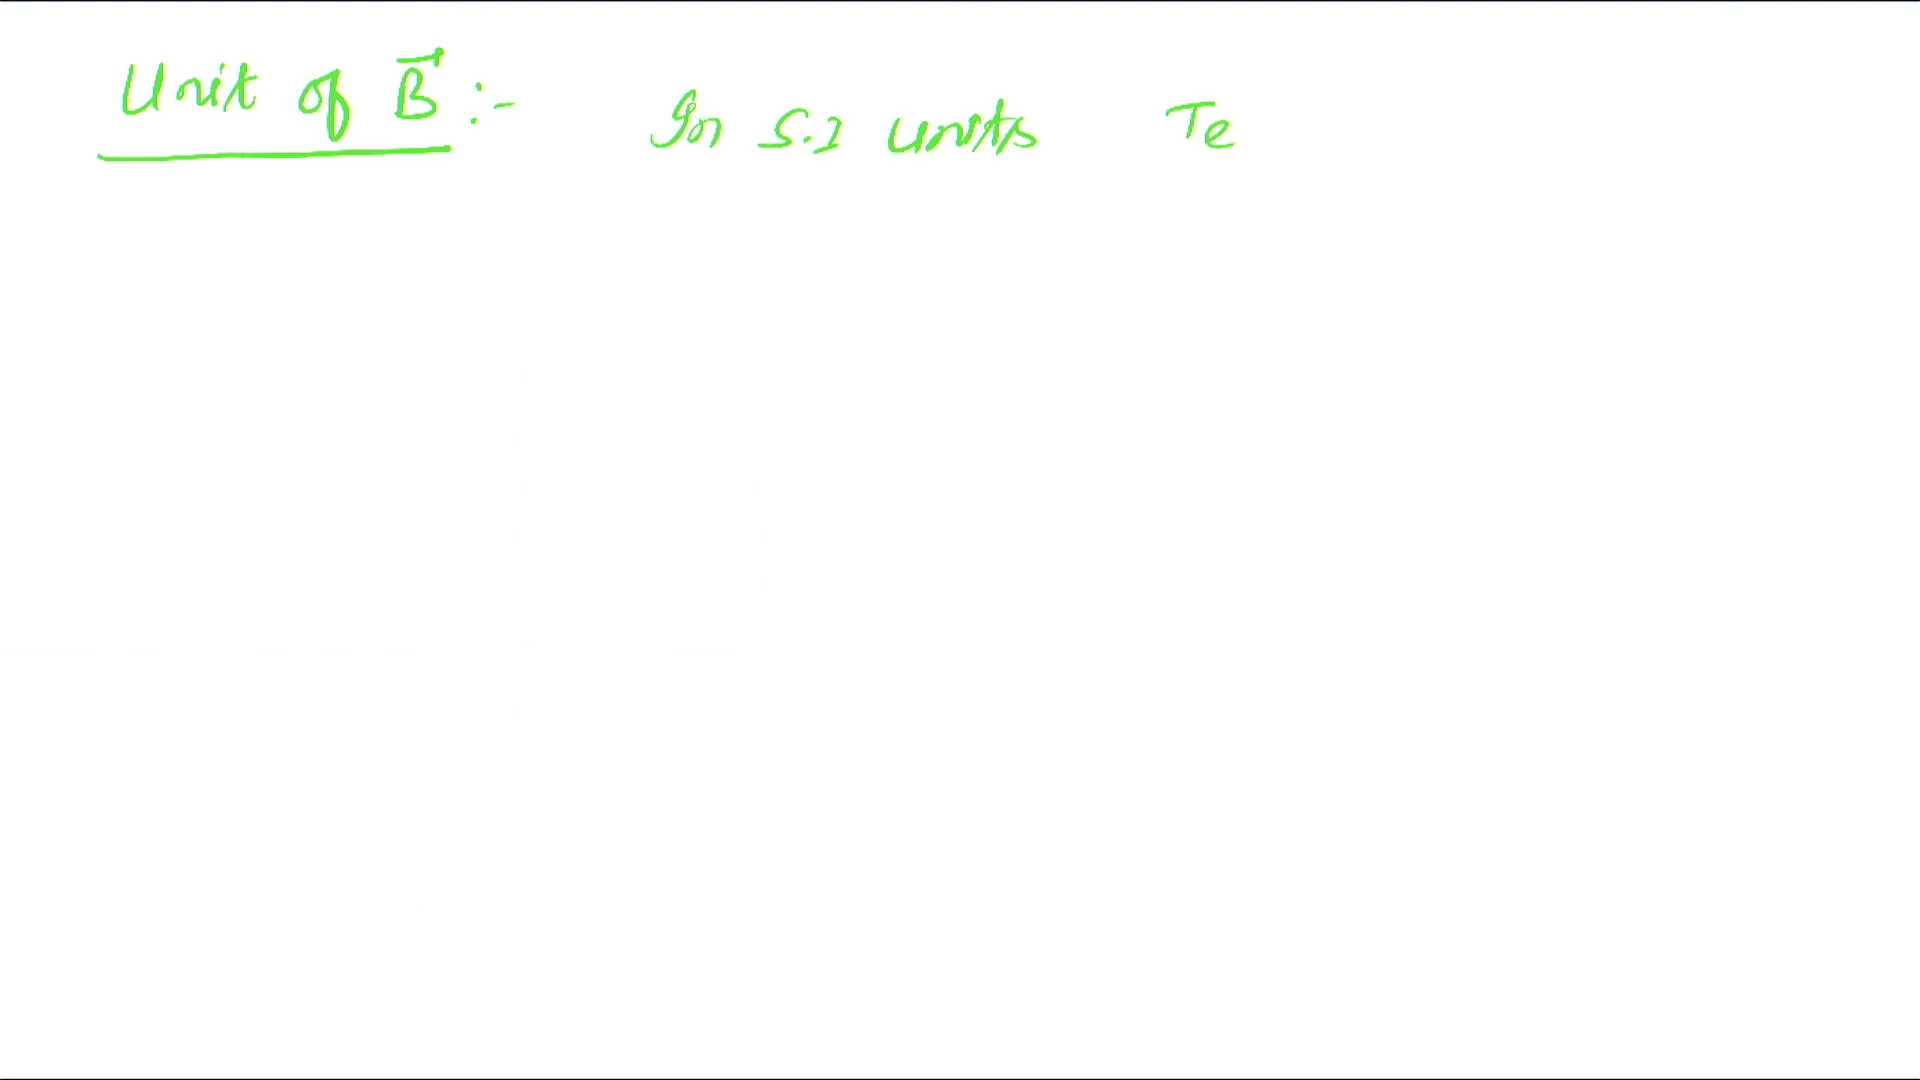 Unit of B⃗ :- In S.I units Te